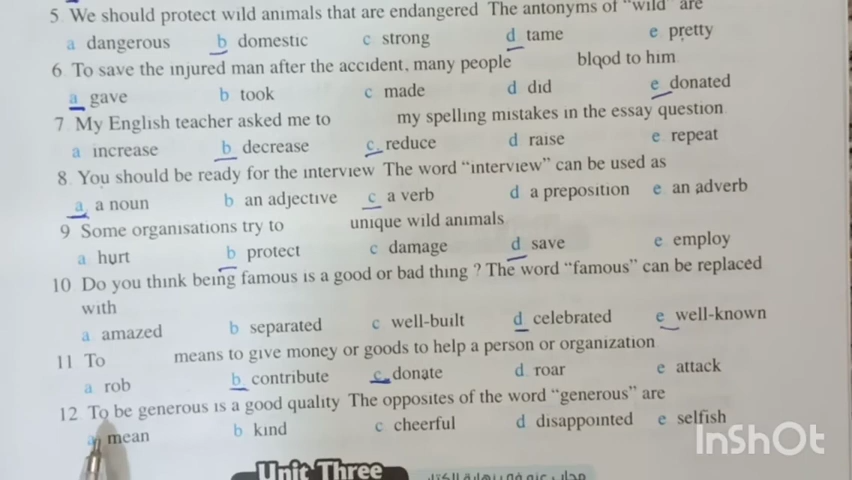 5 We should protect wild animals that are endangered The antonyms of "wild" are
a dangerous b domestic c strong d tame e pretty
6 To save the injured man after the accident, many people blood to him
a gave b took c made d did e donated
7 My English teacher asked me to my spelling mistakes in the essay question
a increase b decrease c. reduce d raise e repeat
8 You should be ready for the interview The word "interview" can be used as
a a noun b an adjective c a verb d a preposition e an adverb
9 Some organisations try to unique wild animals
a hurt b protect c damage d save e employ
10 Do you think being famous is a good or bad thing ? The word "famous" can be replaced
with
a amazed b separated c well-built d celebrated e well-known
11 To means to give money or goods to help a person or organization
a rob b contribute c. donate d roar e attack
12 To be generous is a good quality The opposites of the word "generous" are
a mean b kind c cheerful d disappointed e selfish
InShOt
Unit Three